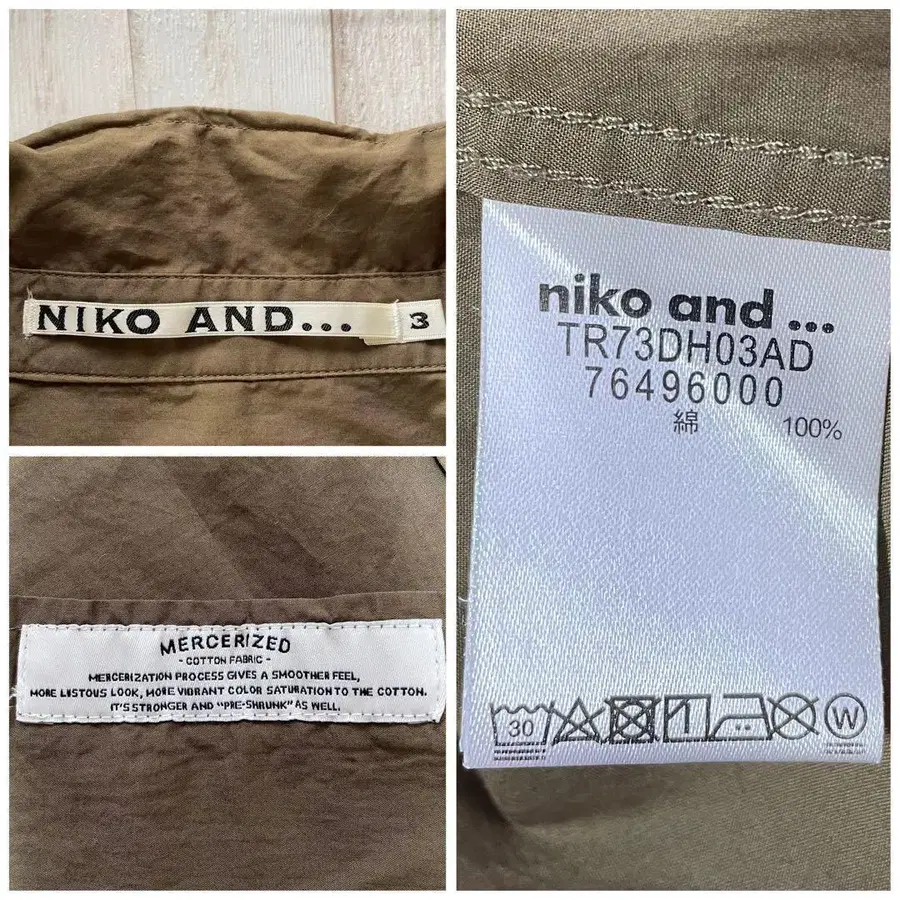 NIKO AND... 3
MERCERIZED
- COTTON FABRIC -
MERCERIZATION PROCESS GIVES A SMOOTHER FEEL,
MORE LUSTOUS LOOK, MORE VIBRANT COLOR SATURATION TO THE COTTON.
IT'S STRONGER AND "PRE-SHRUNK" AS WELL.
niko and ...
TR73DH03AD
76496000
綿 100%
30
W